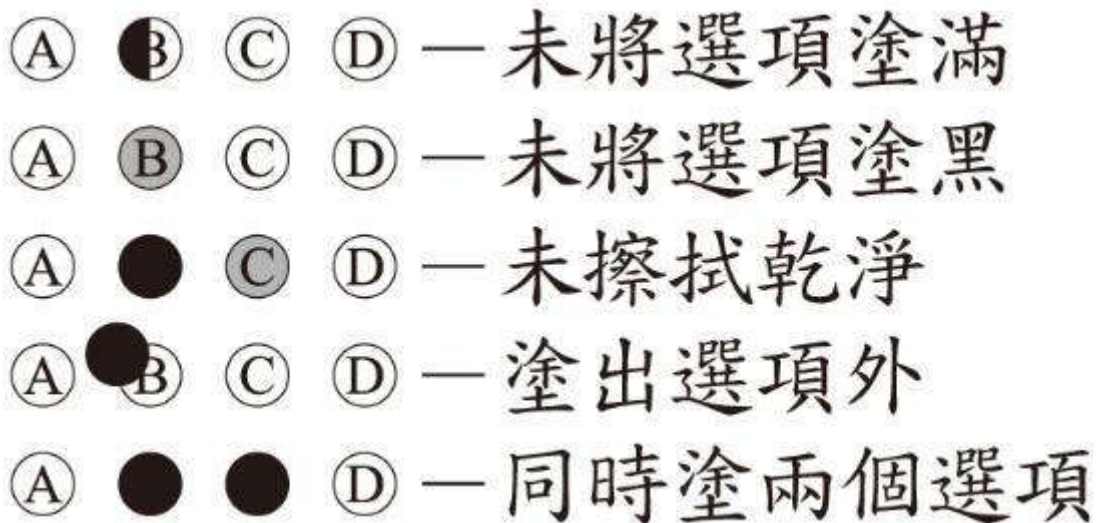 A B C D — 未將選項塗滿
A B C D — 未將選項塗黑
A C D — 未擦拭乾淨
A B C D — 塗出選項外
A D — 同時塗兩個選項